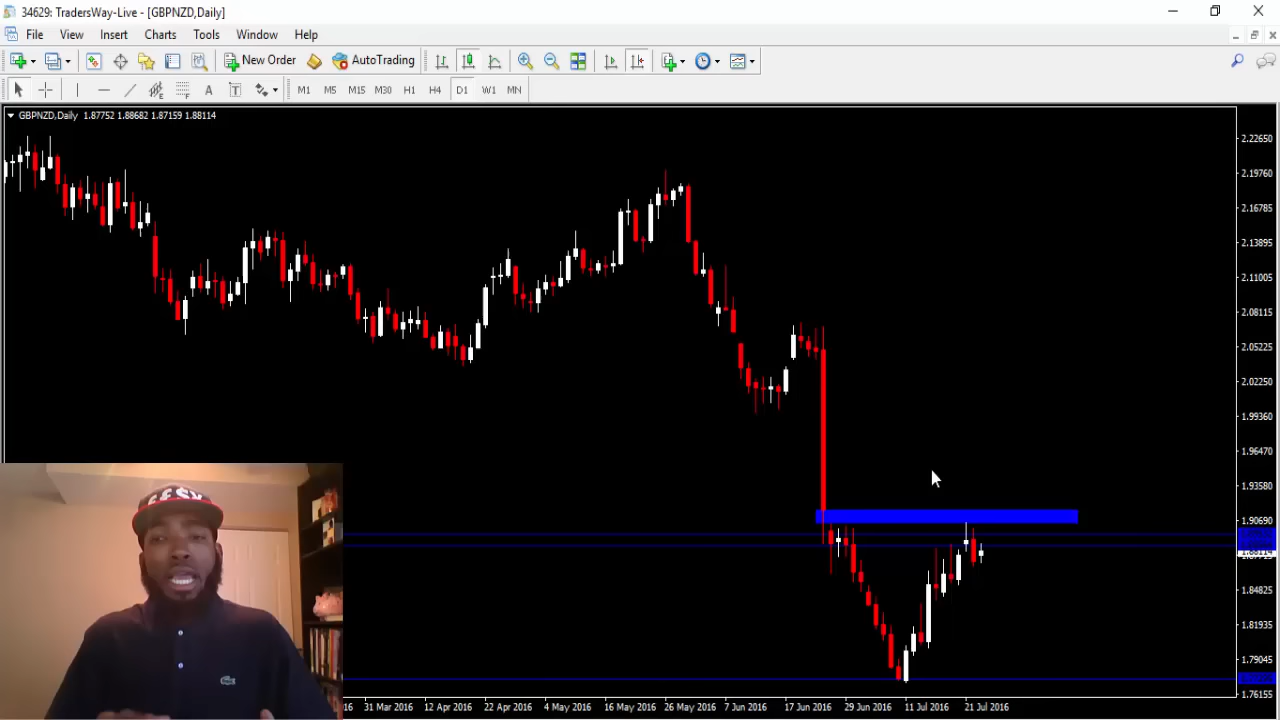 34629: TradersWay-Live - [GBPNZD,Daily]
File View Insert Charts Tools Window Help
New Order AutoTrading
A T M1 M5 M15 M30 H1 H4 D1 W1 MN
GBPNZD,Daily 1.87752 1.88682 1.87159 1.88114
2.22650
2.19760
2.16785
2.13895
2.11005
2.08115
2.05225
2.02250
1.99360
1.96470
1.93580
1.90690
1.84825
1.81935
1.79045
1.76155
31 Mar 2016 12 Apr 2016 22 Apr 2016 4 May 2016 16 May 2016 26 May 2016 7 Jun 2016 17 Jun 2016 29 Jun 2016 11 Jul 2016 21 Jul 2016